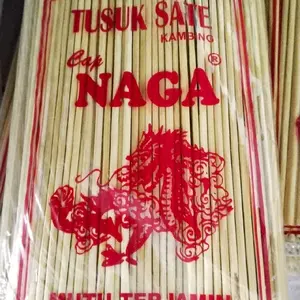 TUSUK SATE
KAMBING
Cap
NAGA®
MUTU TERJAMIN